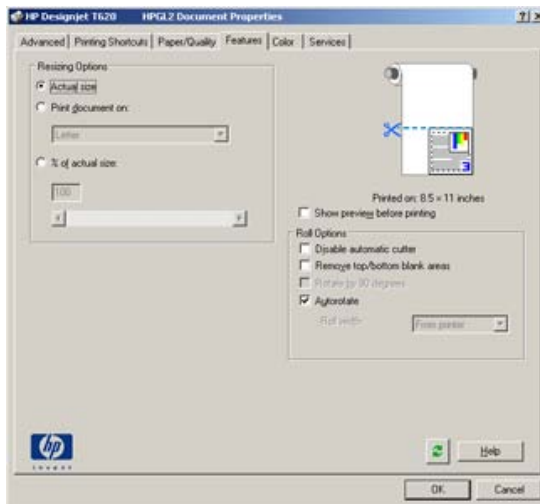 HP Designjet T620 HPGL2 Document Properties
Advanced Printing Shortcuts Paper/Quality Features Color Services
Resizing Options
Actual size
Print document on:
Letter
% of actual size:
100
3
Printed on: 8.5 × 11 inches
Show preview before printing
Roll Options
Disable automatic cutter
Remove top/bottom blank areas
Rotate by 90 degrees
Autorotate
Roll width:
From printer
hp
invent
Help
OK
Cancel